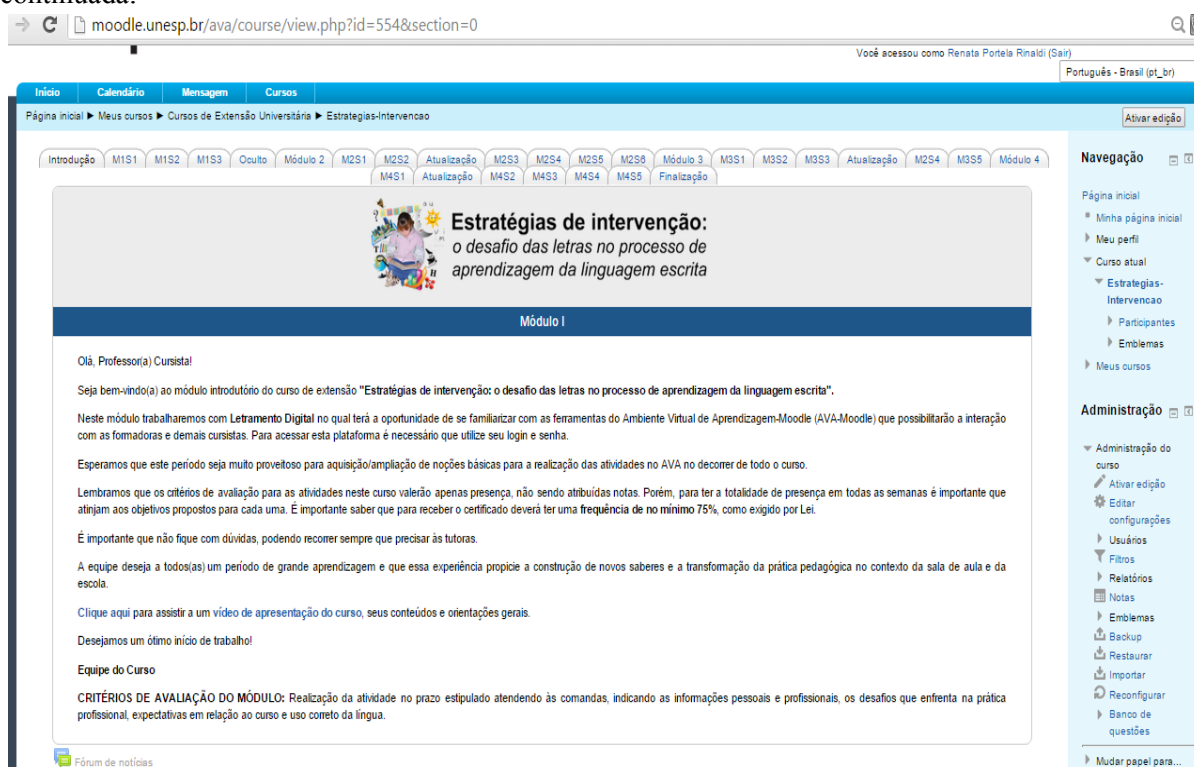 continuada.
moodle.unesp.br/ava/course/view.php?id=554&section=0
Você acessou como Renata Portela Rinaldi (Sair)
Português - Brasil (pt_br)
Início Calendário Mensagem Cursos
Página inicial ► Meus cursos ► Cursos de Extensão Universitária ► Estrategias-Intervencao
Ativar edição
Introdução M1S1 M1S2 M1S3 Oculto Módulo 2 M2S1 M2S2 Atualização M2S3 M2S4 M2S5 M2S6 Módulo 3 M3S1 M3S2 M3S3 Atualização M2S4 M3S5 Módulo 4
M4S1 Atualização M4S2 M4S3 M4S4 M4S5 Finalização
Estratégias de intervenção:
o desafio das letras no processo de
aprendizagem da linguagem escrita
Módulo I
Olá, Professor(a) Cursista!
Seja bem-vindo(a) ao módulo introdutório do curso de extensão "Estratégias de intervenção: o desafio das letras no processo de aprendizagem da linguagem escrita".
Neste módulo trabalharemos com Letramento Digital no qual terá a oportunidade de se familiarizar com as ferramentas do Ambiente Virtual de Aprendizagem-Moodle (AVA-Moodle) que possibilitarão a interação
com as formadoras e demais cursistas. Para acessar esta plataforma é necessário que utilize seu login e senha.
Esperamos que este período seja muito proveitoso para aquisição/ampliação de noções básicas para a realização das atividades no AVA no decorrer de todo o curso.
Lembramos que os critérios de avaliação para as atividades neste curso valerão apenas presença, não sendo atribuídas notas. Porém, para ter a totalidade de presença em todas as semanas é importante que
atinjam aos objetivos propostos para cada uma. É importante saber que para receber o certificado deverá ter uma frequência de no mínimo 75%, como exigido por Lei.
É importante que não fique com dúvidas, podendo recorrer sempre que precisar às tutoras.
A equipe deseja a todos(as) um período de grande aprendizagem e que essa experiência propicie a construção de novos saberes e a transformação da prática pedagógica no contexto da sala de aula e da
escola.
Clique aqui para assistir a um vídeo de apresentação do curso, seus conteúdos e orientações gerais.
Desejamos um ótimo início de trabalho!
Equipe do Curso
CRITÉRIOS DE AVALIAÇÃO DO MÓDULO: Realização da atividade no prazo estipulado atendendo às comandas, indicando as informações pessoais e profissionais, os desafios que enfrenta na prática
profissional, expectativas em relação ao curso e uso correto da língua.
Fórum de notícias
Navegação
Página inicial
Minha página inicial
Meu perfil
Curso atual
Estrategias-
Intervencao
Participantes
Emblemas
Meus cursos
Administração
Administração do
curso
Ativar edição
Editar
configurações
Usuários
Filtros
Relatórios
Notas
Emblemas
Backup
Restaurar
Importar
Reconfigurar
Banco de
questões
Mudar papel para...